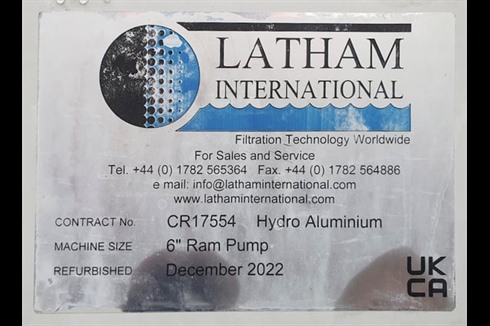 LATHAM
INTERNATIONAL
Filtration Technology Worldwide
For Sales and Service
Tel. +44 (0) 1782 565364 Fax. +44 (0) 1782 564886
e mail: info@lathaminternational.com
www.lathaminternational.com
CONTRACT No. CR17554 Hydro Aluminium
MACHINE SIZE 6" Ram Pump
REFURBISHED December 2022
UK
CA